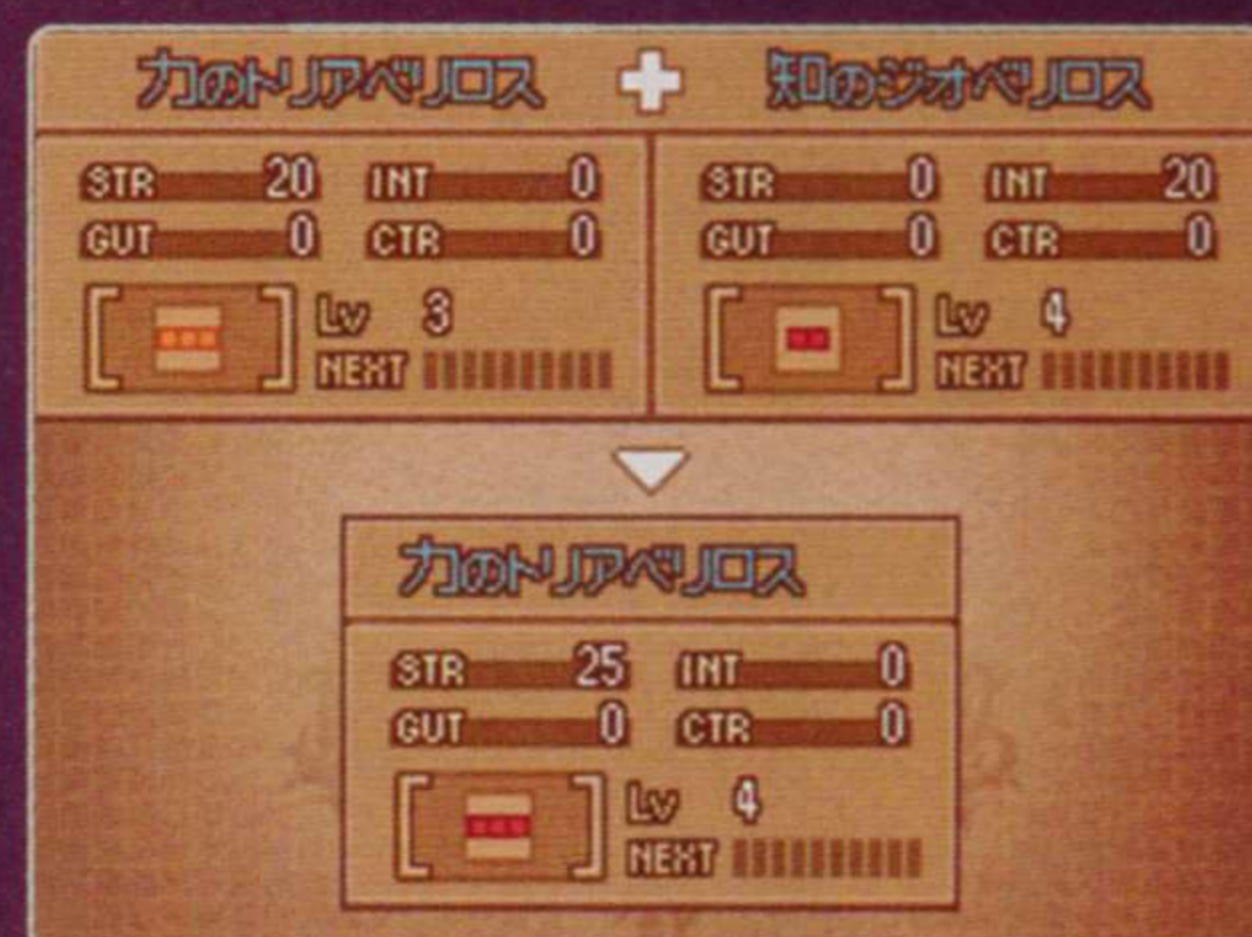 力のトリアベリロス + 知のジオベリロス
STR 20 INT 0 STR 0 INT 20
GUT 0 CTR 0 GUT 0 CTR 0
Lv 3 Lv 4
NEXT NEXT
力のトリアベリロス
STR 25 INT 0
GUT 0 CTR 0
Lv 4
NEXT